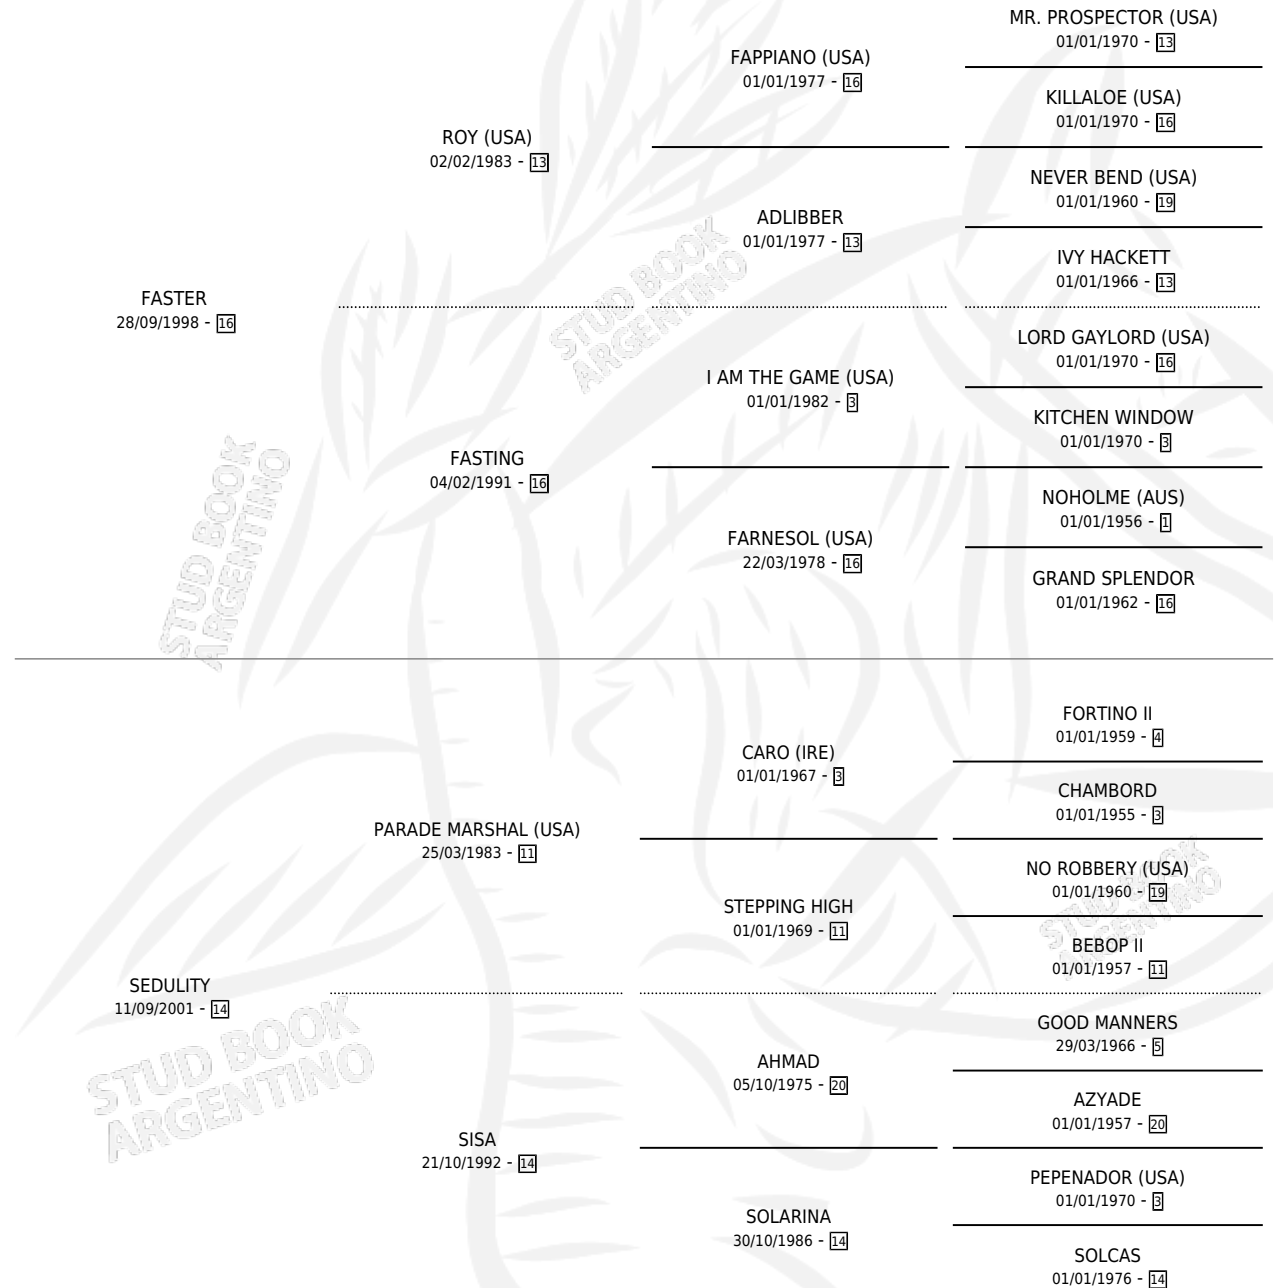 MR. PROSPECTOR (USA)
01/01/1970 - 13
FAPPIANO (USA)
01/01/1977 - 16
KILLALOE (USA)
01/01/1970 - 16
ROY (USA)
02/02/1983 - 13
NEVER BEND (USA)
01/01/1960 - 19
ADLIBBER
01/01/1977 - 13
IVY HACKETT
01/01/1966 - 13
FASTER
28/09/1998 - 16
STUD BOOK
ARGENTINO
LORD GAYLORD (USA)
01/01/1970 - 16
I AM THE GAME (USA)
01/01/1982 - 3
KITCHEN WINDOW
01/01/1970 - 3
FASTING
04/02/1991 - 16
NOHOLME (AUS)
01/01/1956 - 1
FARNESOL (USA)
22/03/1978 - 16
GRAND SPLENDOR
01/01/1962 - 16
STUD BOOK
ARGENTINO
FORTINO II
01/01/1959 - 4
CARO (IRE)
01/01/1967 - 3
CHAMBORD
01/01/1955 - 3
PARADE MARSHAL (USA)
25/03/1983 - 11
NO ROBBERY (USA)
01/01/1960 - 19
STEPPING HIGH
01/01/1969 - 11
STUD BOOK
ARGENTINO
BEBOP II
01/01/1957 - 11
SEDULITY
11/09/2001 - 14
GOOD MANNERS
29/03/1966 - 5
AHMAD
05/10/1975 - 20
STUD BOOK
ARGENTINO
AZYADE
01/01/1957 - 20
SISA
21/10/1992 - 14
PEPENADOR (USA)
01/01/1970 - 3
SOLARINA
30/10/1986 - 14
SOLCAS
01/01/1976 - 14